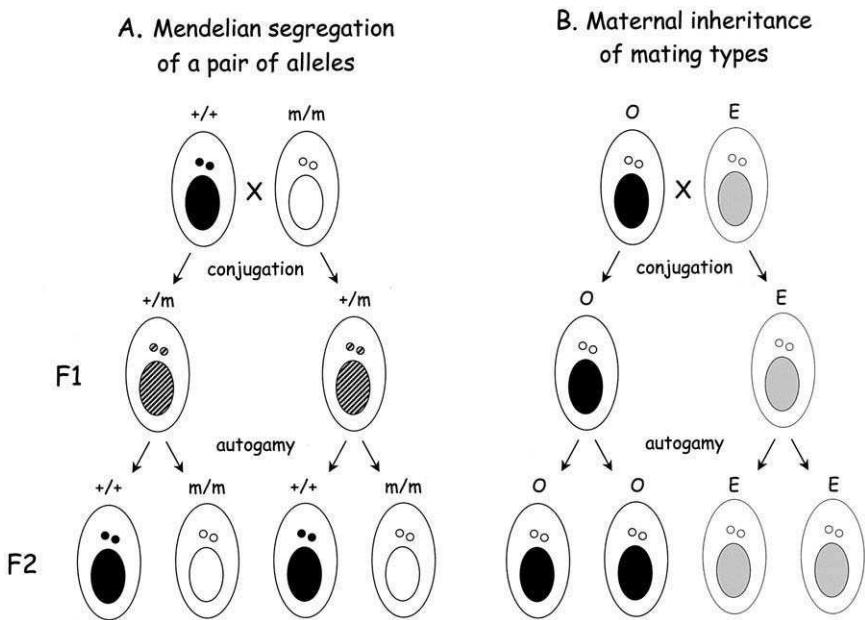 A. Mendelian segregation
of a pair of alleles
+/+ m/m
X
conjugation
+/m +/m
F1
autogamy
+/+ m/m +/+ m/m
F2
B. Maternal inheritance
of mating types
O E
X
conjugation
O E
autogamy
O O E E